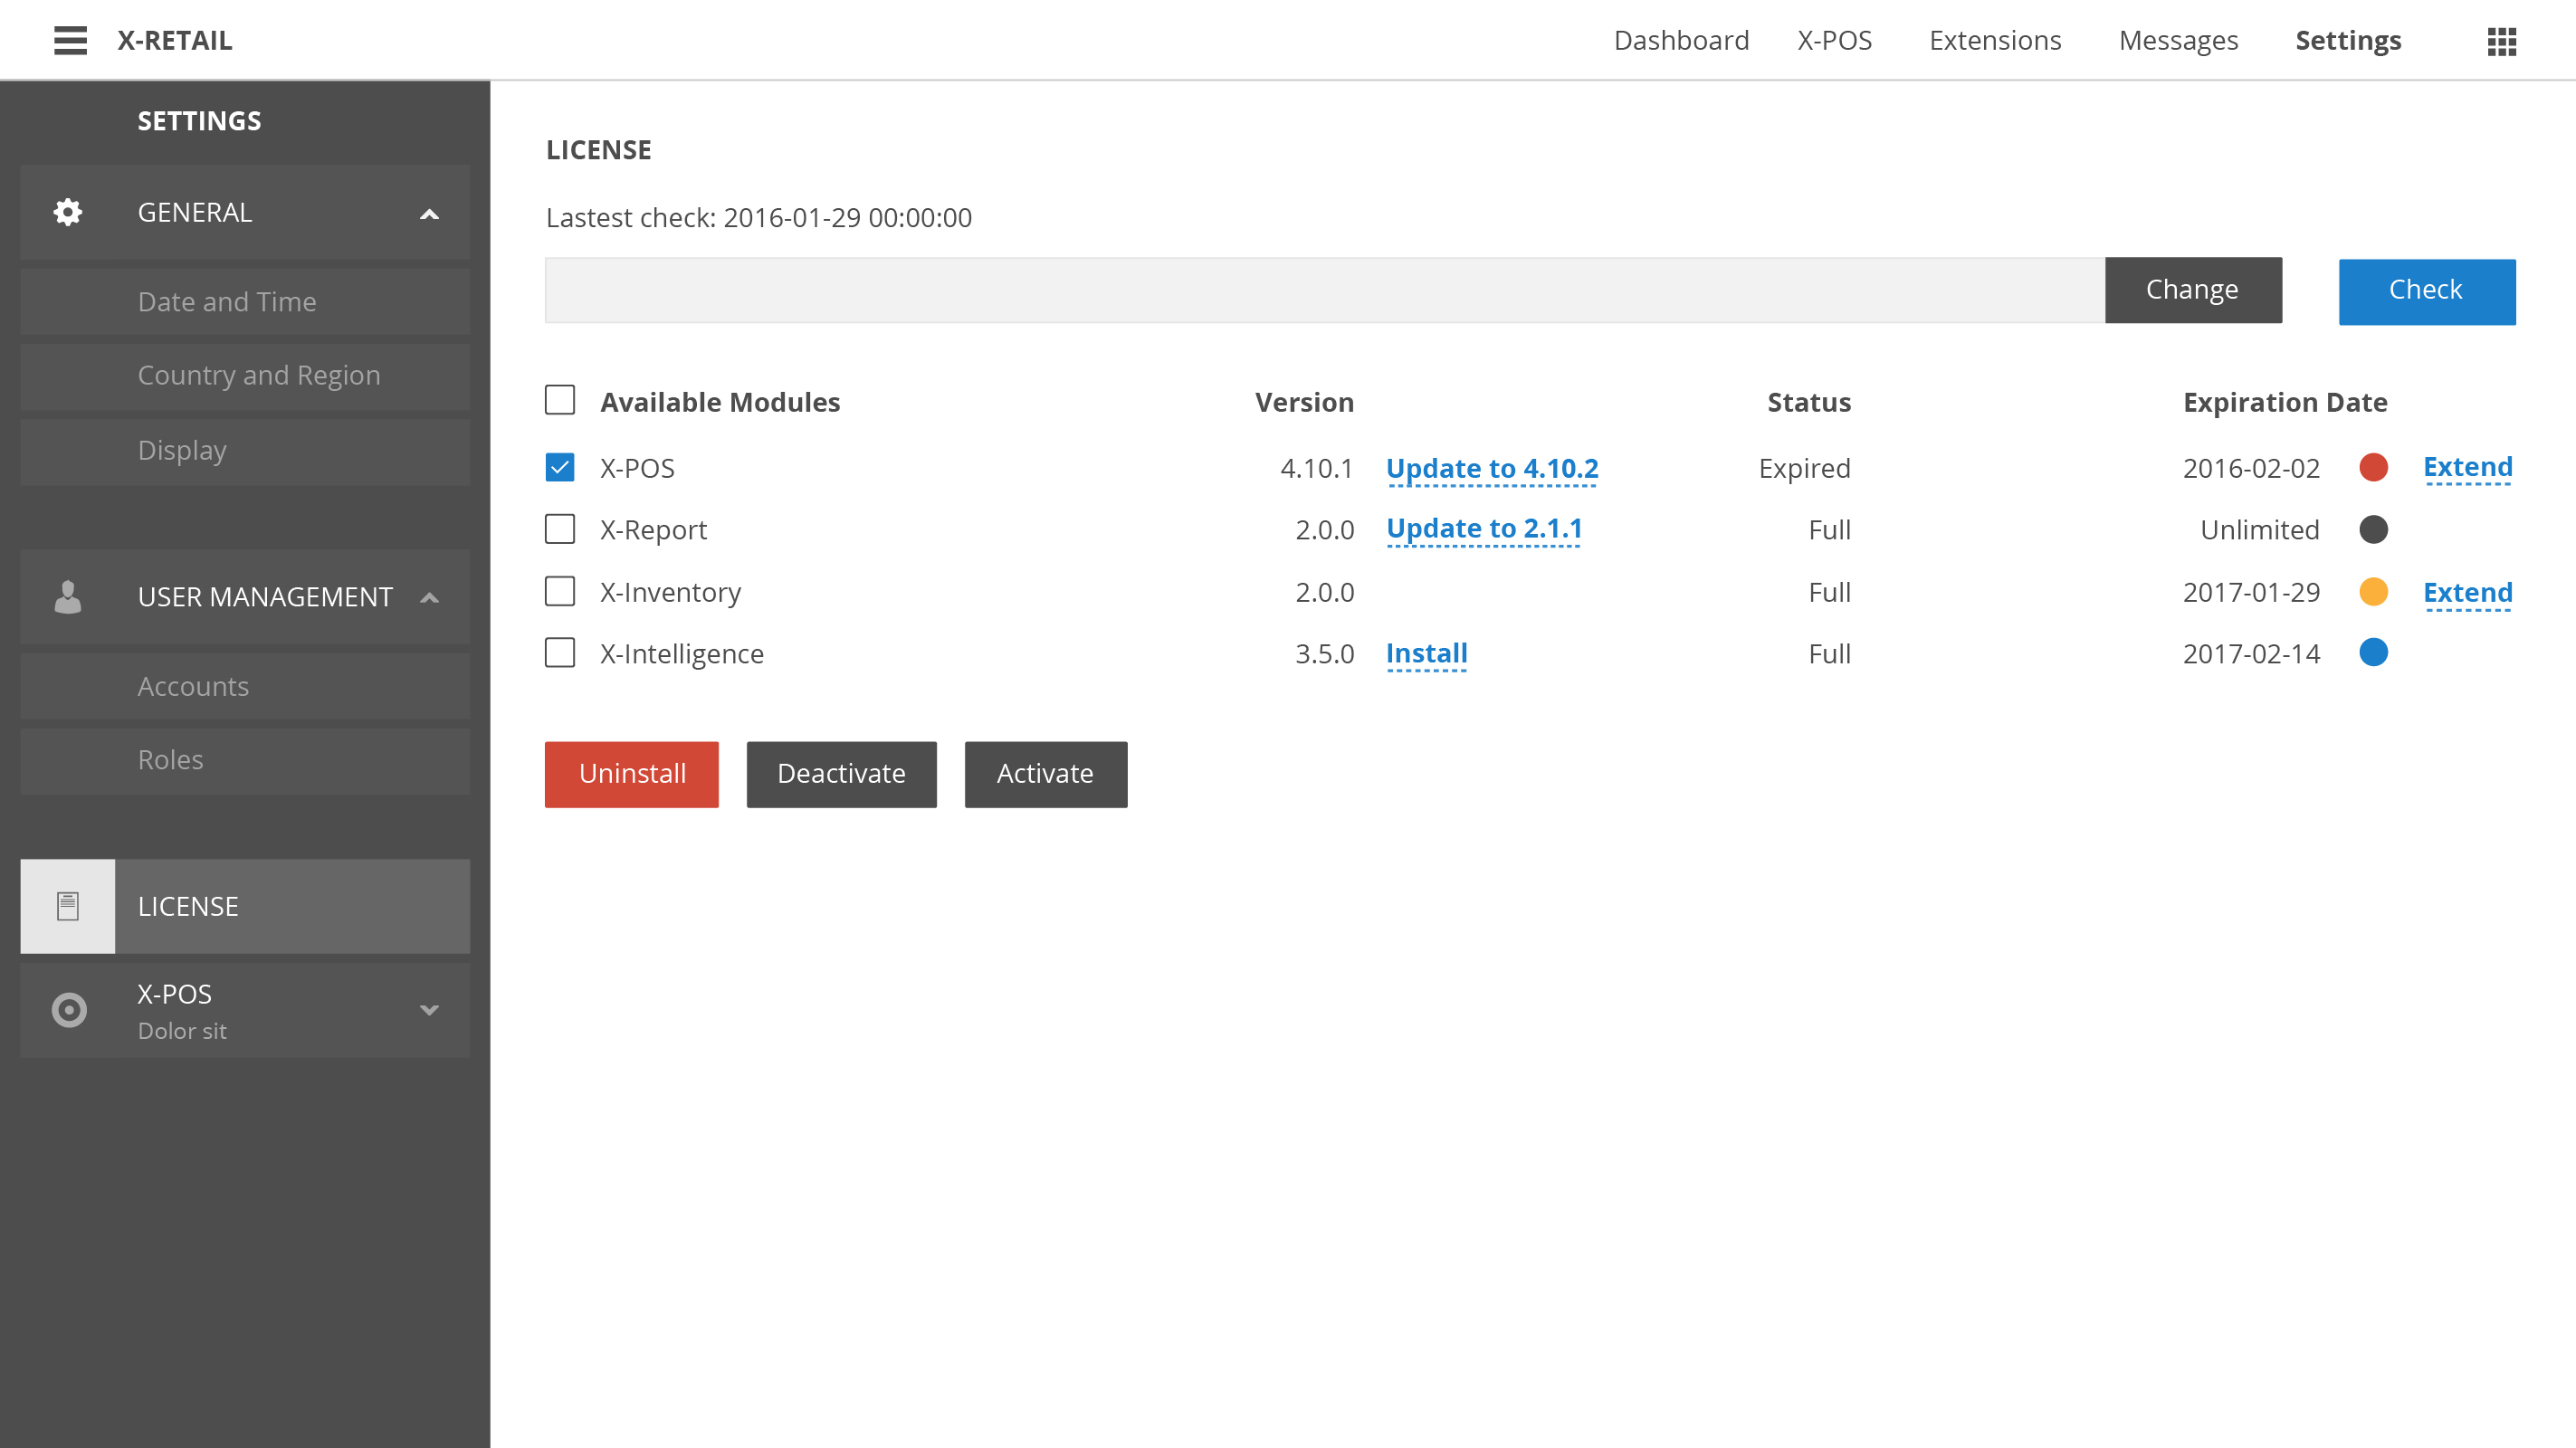 X-RETAIL
Dashboard X-POS Extensions Messages Settings
SETTINGS
GENERAL
Date and Time
Country and Region
Display
USER MANAGEMENT
Accounts
Roles
LICENSE
X-POS
Dolor sit
LICENSE
Lastest check: 2016-01-29 00:00:00
Change Check
Available Modules Version Status Expiration Date
X-POS 4.10.1 Update to 4.10.2 Expired 2016-02-02 Extend
X-Report 2.0.0 Update to 2.1.1 Full Unlimited
X-Inventory 2.0.0 Full 2017-01-29 Extend
X-Intelligence 3.5.0 Install Full 2017-02-14
Uninstall Deactivate Activate